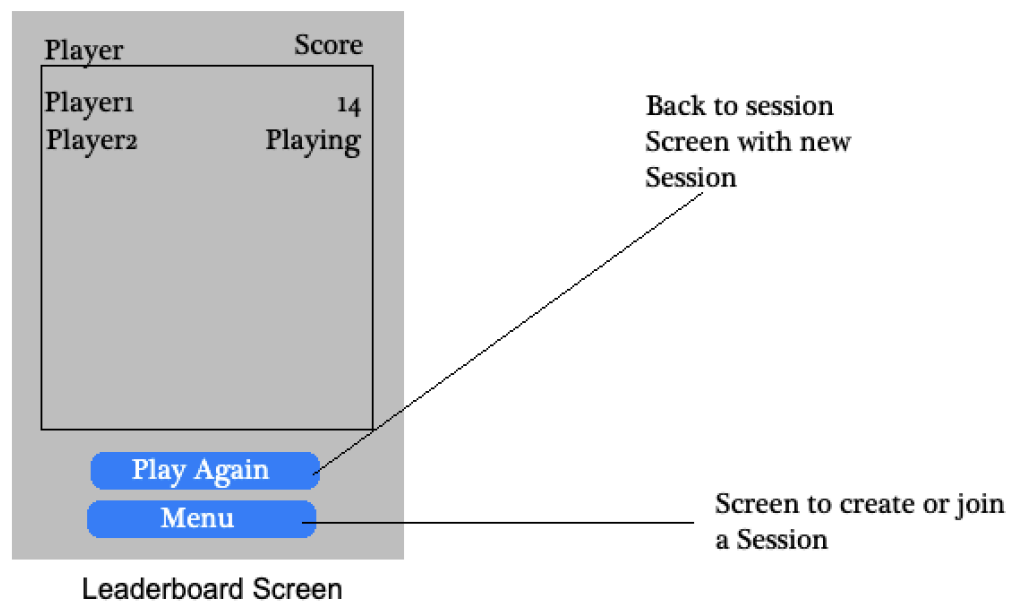 Player Score
Player1 14
Player2 Playing
Back to session
Screen with new
Session
Play Again
Menu
Screen to create or join
a Session
Leaderboard Screen